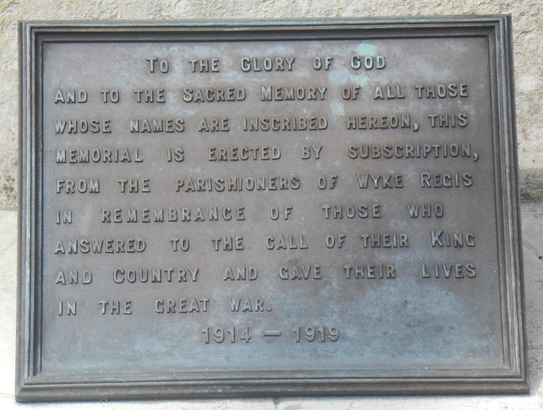 To the glory of God
and to the Sacred Memory of all those
whose names are inscribed hereon, this
memorial is erected by subscription,
from the parishioners of Wyke Regis
in remembrance of those who
answered to the call of their King
and Country and gave their lives
in the great war.
1914 — 1919